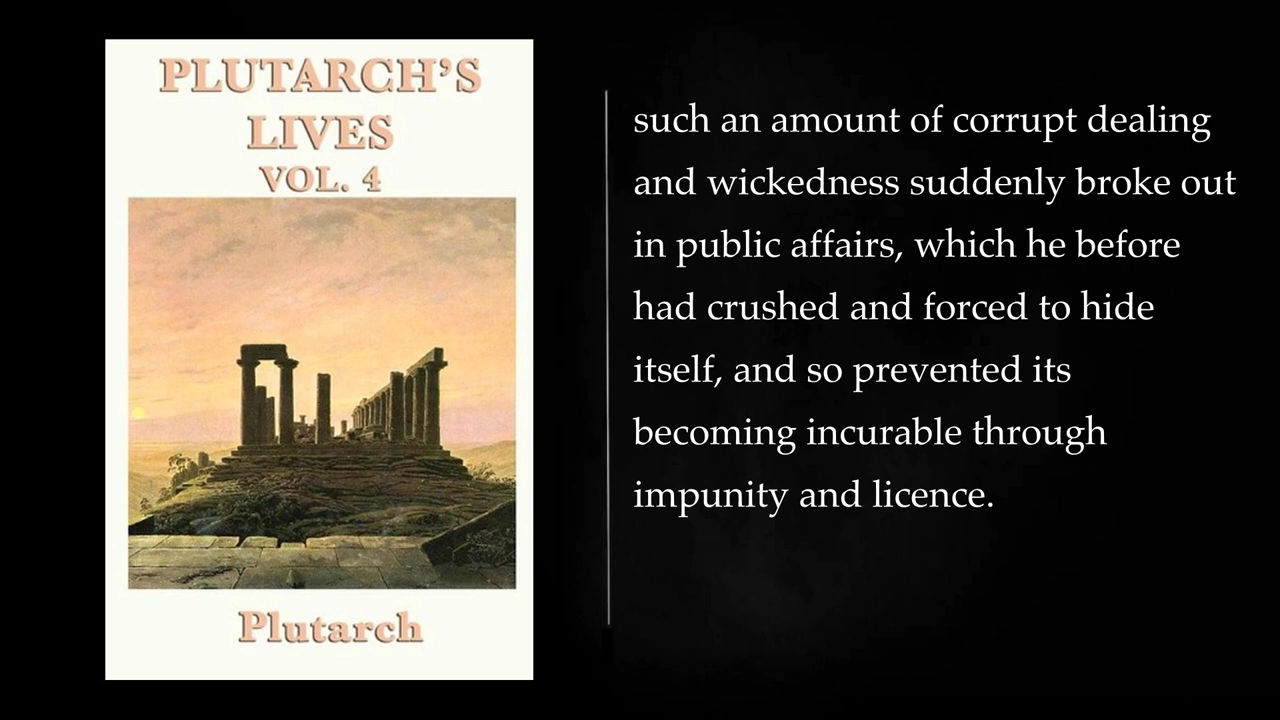 PLUTARCH'S
LIVES
VOL. 4
Plutarch
such an amount of corrupt dealing
and wickedness suddenly broke out
in public affairs, which he before
had crushed and forced to hide
itself, and so prevented its
becoming incurable through
impunity and licence.